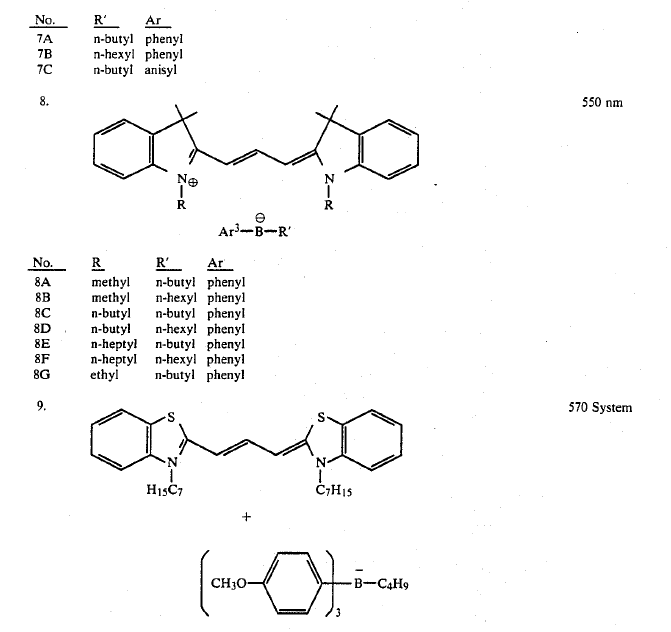 No. R′ Ar
7A n-butyl phenyl
7B n-hexyl phenyl
7C n-butyl anisyl
8. 550 nm
N⊕ N
R R
⊖
Ar³—B—R′
No. R R′ Ar
8A methyl n-butyl phenyl
8B methyl n-hexyl phenyl
8C n-butyl n-butyl phenyl
8D n-butyl n-hexyl phenyl
8E n-heptyl n-butyl phenyl
8F n-heptyl n-hexyl phenyl
8G ethyl n-butyl phenyl
9. 570 System
S S
N N
H15C7 C7H15
+
CH3O B—C4H9
−
3